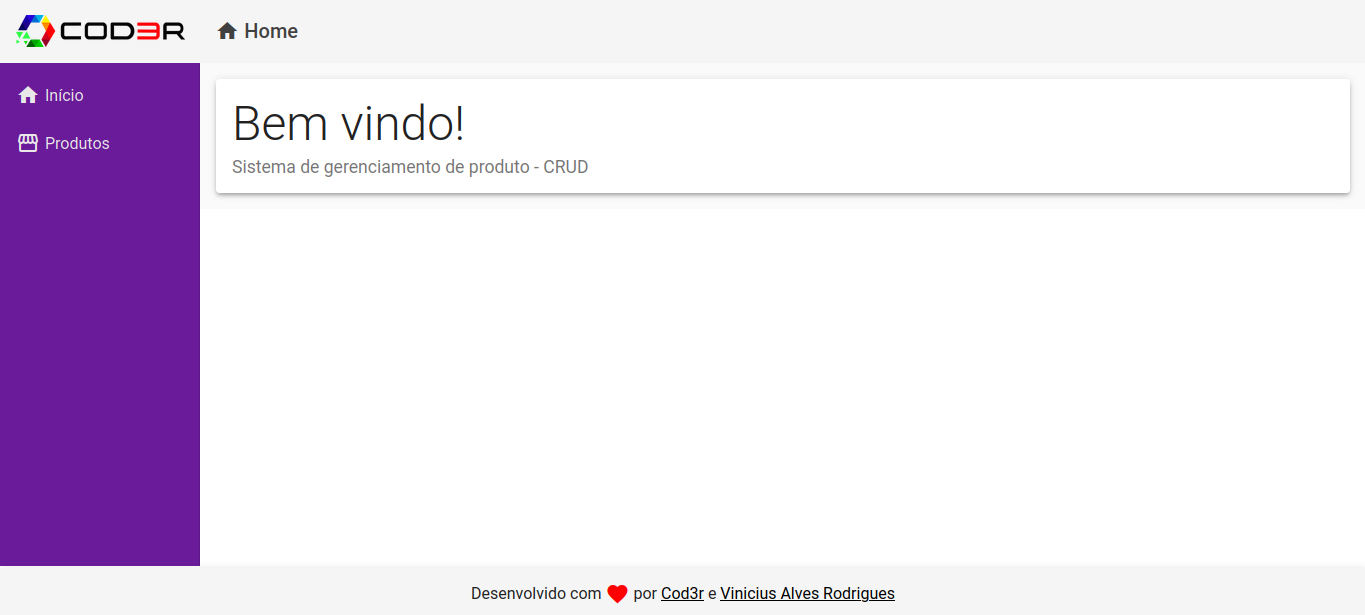 COD3R
Home
Início
Produtos
Bem vindo!
Sistema de gerenciamento de produto - CRUD
Desenvolvido com por Cod3r e Vinicius Alves Rodrigues